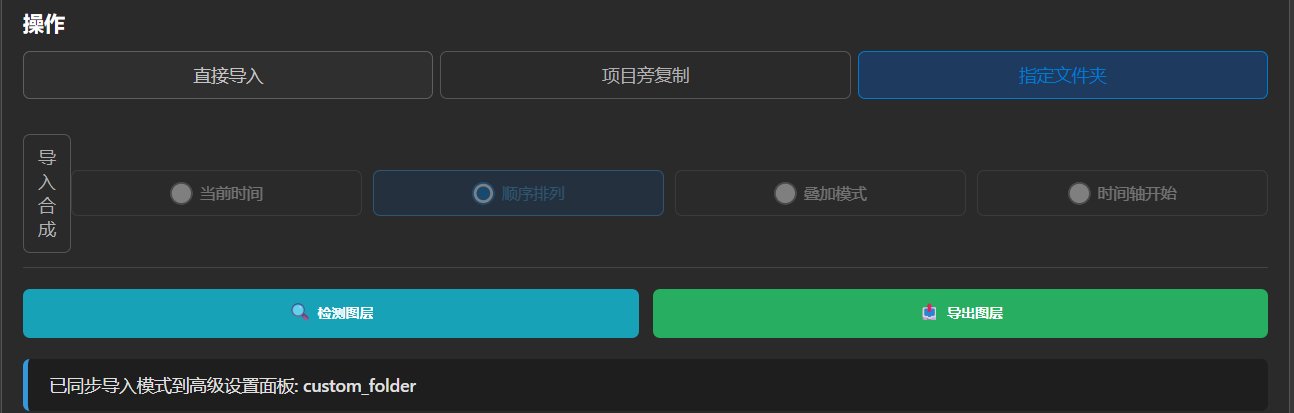 操作
直接导入 项目旁复制 指定文件夹
导入合成
当前时间 顺序排列 叠加模式 时间轴开始
检测图层 导出图层
已同步导入模式到高级设置面板: custom_folder